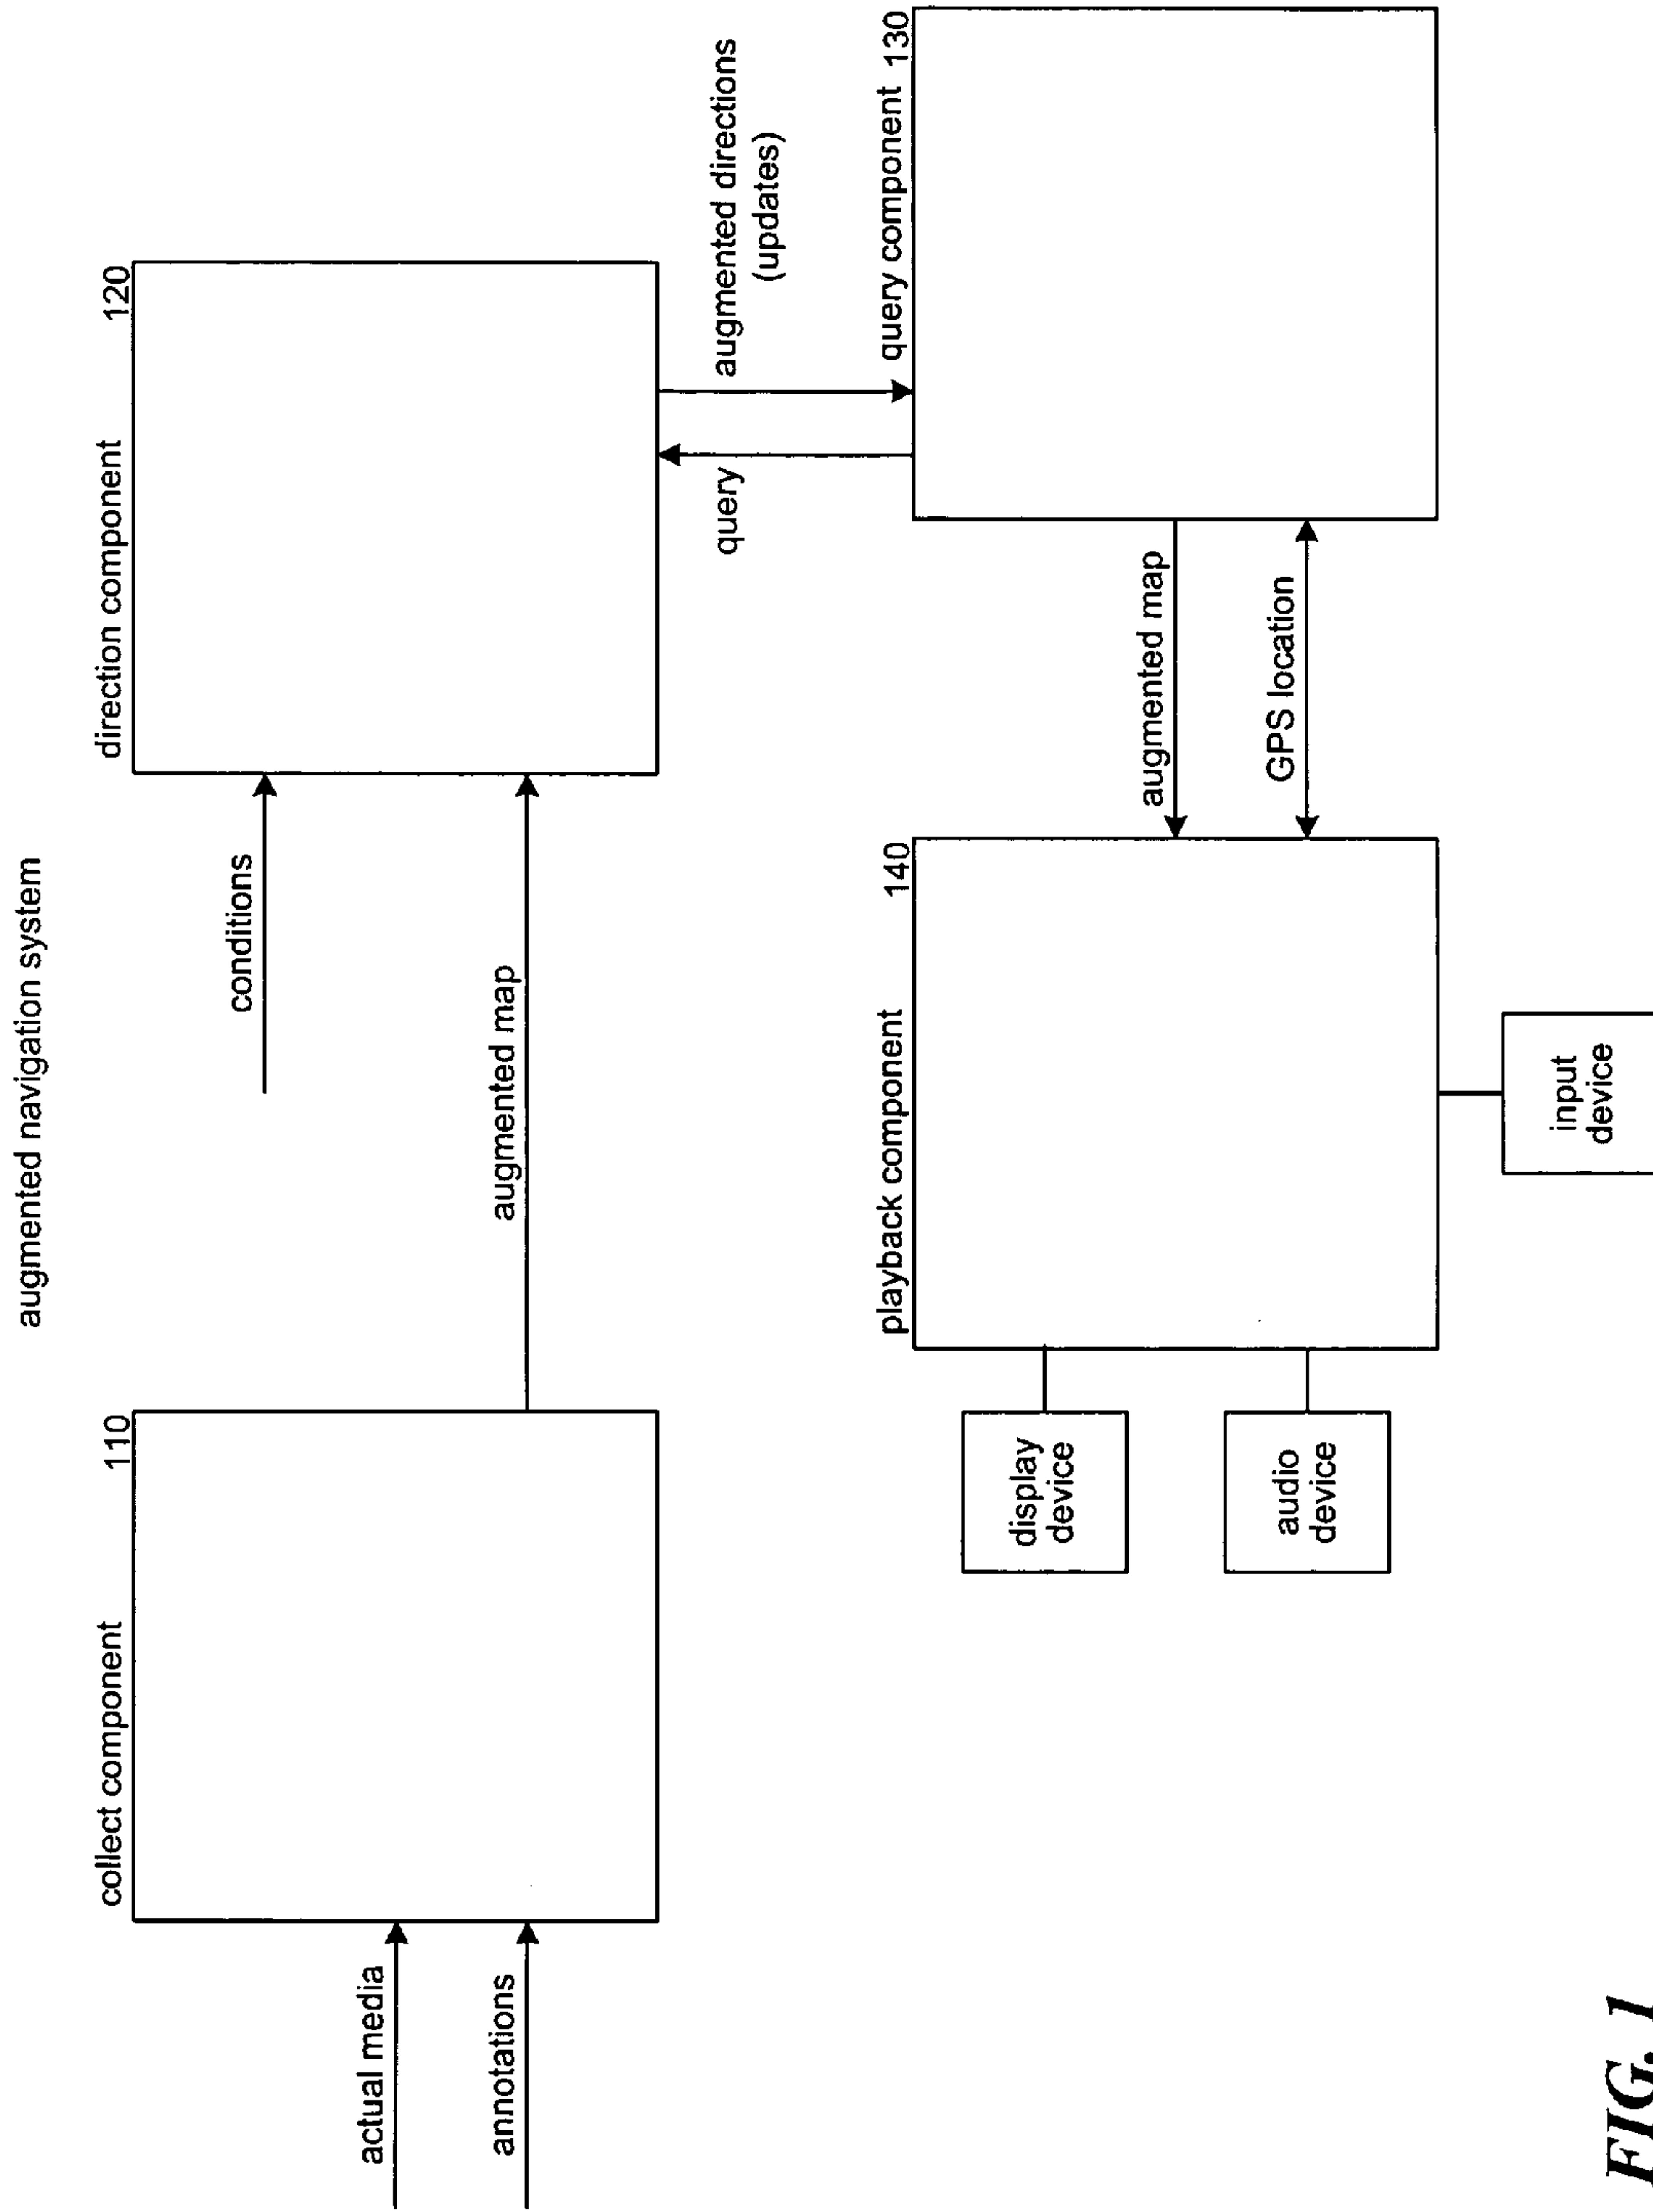 augmented navigation system
collect component
110
direction component
120
actual media
annotations
conditions
augmented map
query
augmented directions
(updates)
playback component
140
query component
130
augmented map
GPS location
display
device
audio
device
input
device
FIG. 1